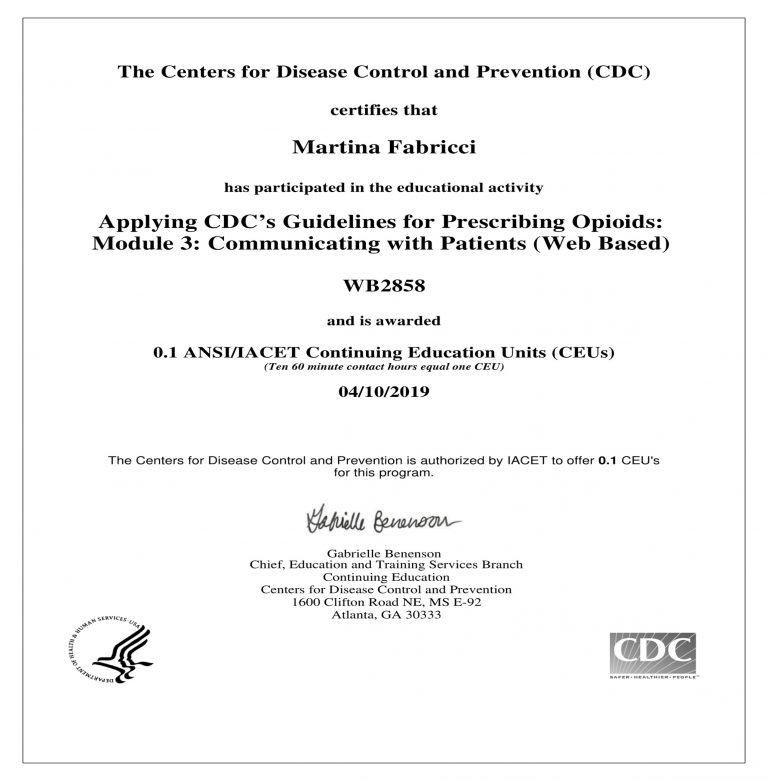 The Centers for Disease Control and Prevention (CDC)
certifies that
Martina Fabricci
has participated in the educational activity
Applying CDC’s Guidelines for Prescribing Opioids:
Module 3: Communicating with Patients (Web Based)
WB2858
and is awarded
0.1 ANSI/IACET Continuing Education Units (CEUs)
(Ten 60 minute contact hours equal one CEU)
04/10/2019
The Centers for Disease Control and Prevention is authorized by IACET to offer 0.1 CEU's
for this program.
Gabrielle Benenson
Gabrielle Benenson
Chief, Education and Training Services Branch
Continuing Education
Centers for Disease Control and Prevention
1600 Clifton Road NE, MS E-92
Atlanta, GA 30333
DEPARTMENT OF HEALTH & HUMAN SERVICES USA
CDC
SAFER•HEALTHIER•PEOPLE™